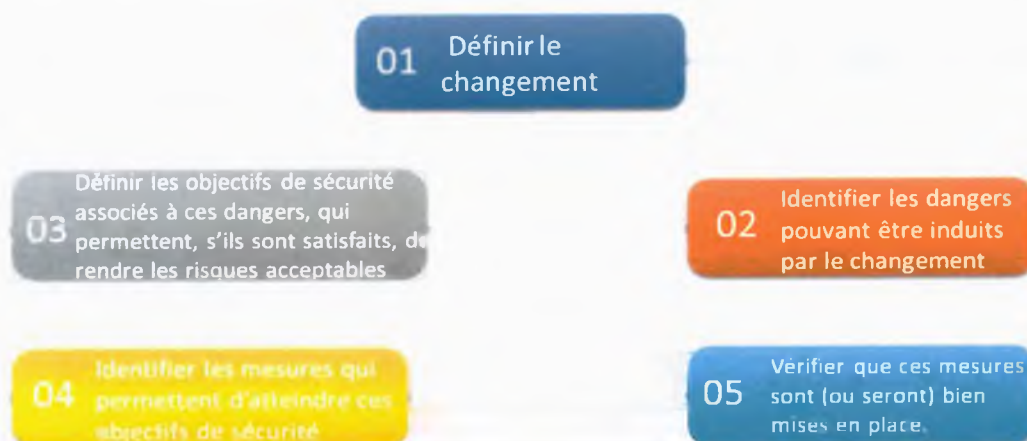 01 Définir le
changement
02 Identifier les dangers
pouvant être induits
par le changement
03 Définir les objectifs de sécurité
associés à ces dangers, qui
permettent, s'ils sont satisfaits, de
rendre les risques acceptables
04 Identifier les mesures qui
permettent d'atteindre ces
objectifs de sécurité
05 Vérifier que ces mesures
sont (ou seront) bien
mises en place.